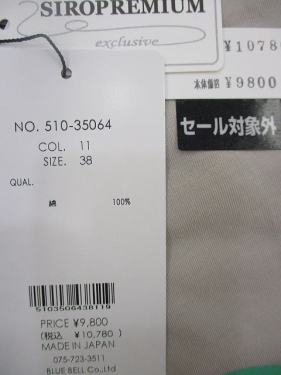 SIROPREMIUM
exclusive
¥1078
本体価格 ¥9800
セール対象外
NO. 510-35064
COL. 11
SIZE. 38
QUAL.
綿 100%
5103506438119
PRICE ¥9,800
(税込 ¥10,780)
MADE IN JAPAN
075-723-3511
BLUE BELL Co.,Ltd